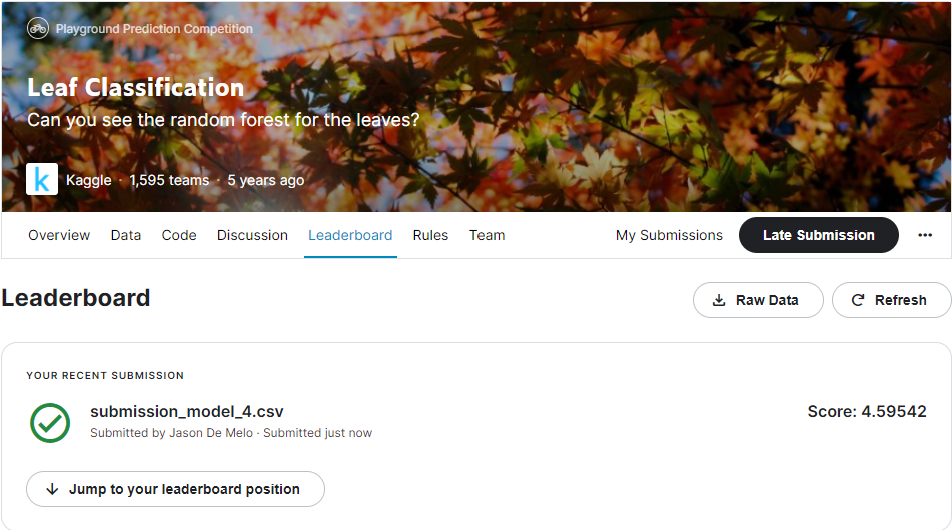 Playground Prediction Competition
Leaf Classification
Can you see the random forest for the leaves?
k Kaggle · 1,595 teams · 5 years ago
Overview Data Code Discussion Leaderboard Rules Team My Submissions Late Submission ···
Leaderboard Raw Data Refresh
YOUR RECENT SUBMISSION
submission_model_4.csv Score: 4.59542
Submitted by Jason De Melo · Submitted just now
Jump to your leaderboard position